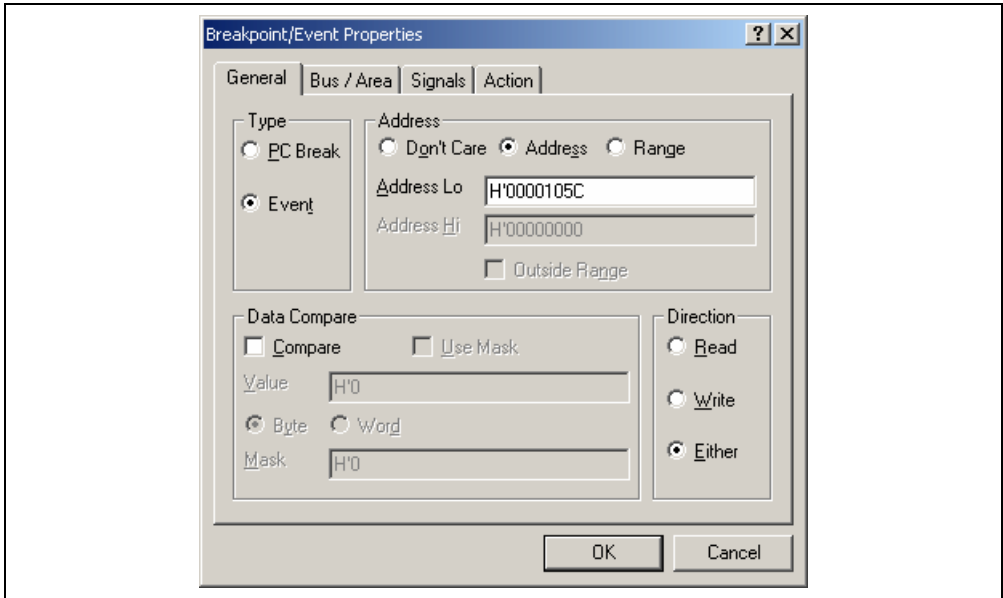 Breakpoint/Event Properties
General Bus / Area Signals Action
Type
PC Break
Event
Address
Don't Care Address Range
Address Lo H'0000105C
Address Hi H'00000000
Outside Range
Data Compare
Compare Use Mask
Value H'0
Byte Word
Mask H'0
Direction
Read
Write
Either
OK Cancel